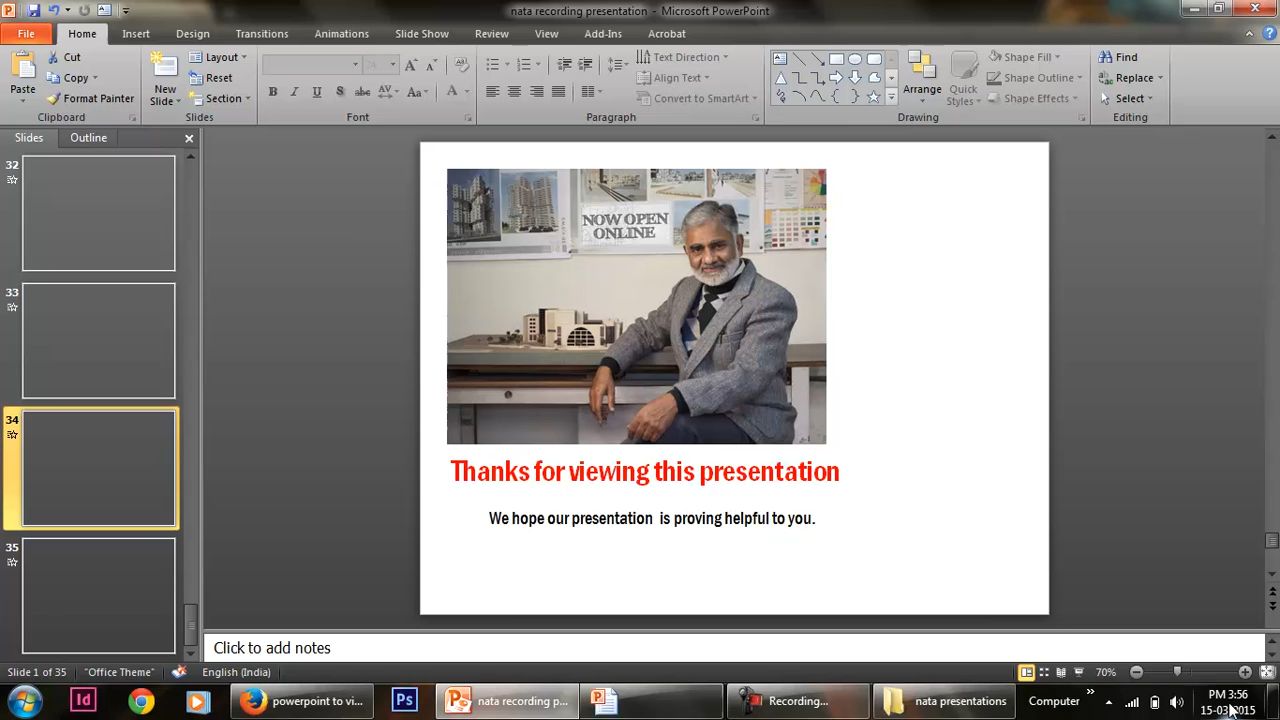 nata recording presentation - Microsoft PowerPoint
File Home Insert Design Transitions Animations Slide Show Review View Add-Ins Acrobat
Paste
Cut
Copy
Format Painter
Clipboard
New Slide
Layout
Reset
Section
Slides
Font
Text Direction
Align Text
Convert to SmartArt
Paragraph
Arrange
Quick Styles
Shape Fill
Shape Outline
Shape Effects
Drawing
Find
Replace
Select
Editing
Slides Outline
32
33
34
35
NOW OPEN
ONLINE
Thanks for viewing this presentation
We hope our presentation is proving helpful to you.
Click to add notes
Slide 1 of 35 "Office Theme" English (India) 70%
powerpoint to vi... nata recording p... Recording... nata presentations Computer PM 3:56
15-03-2015